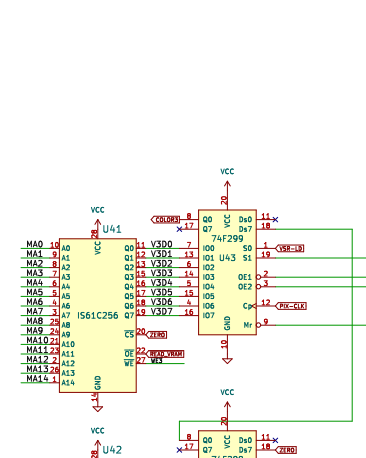 VCC
20
COLOR3 8 Q0 VCC Ds0 11
17 Q7 Ds7 18
74F299
VCC
28
U41
MA0 10 A0 VCC Q0 11 V3D0 7 IO0 U43 S0 1 VSR-LD
MA1 9 A1 Q1 12 V3D1 13 IO1 S1 19
MA2 8 A2 Q2 13 V3D2 6 IO2
MA3 7 A3 Q3 15 V3D3 14 IO3 OE1 2
MA4 6 A4 Q4 16 V3D4 5 IO4 OE2 3
MA5 5 A5 Q5 17 V3D5 15 IO5
MA6 4 A6 Q6 18 V3D6 4 IO6 Cp 12 PIX-CLK
MA7 3 A7 IS61C256 Q7 19 V3D7 16 IO7
MA8 25 A8 GND Mr 9
MA9 24 A9 CS 20 ZERO
MA10 21 A10
MA11 23 A11 OE 22 READ_VRAM
MA12 2 A12 WE 27 WE3
MA13 26 A13
MA14 1 A14 GND
10
14
VCC
20
VCC
28
U42
8 Q0 VCC Ds0 11
17 Q7 Ds7 18 ZERO
74F299